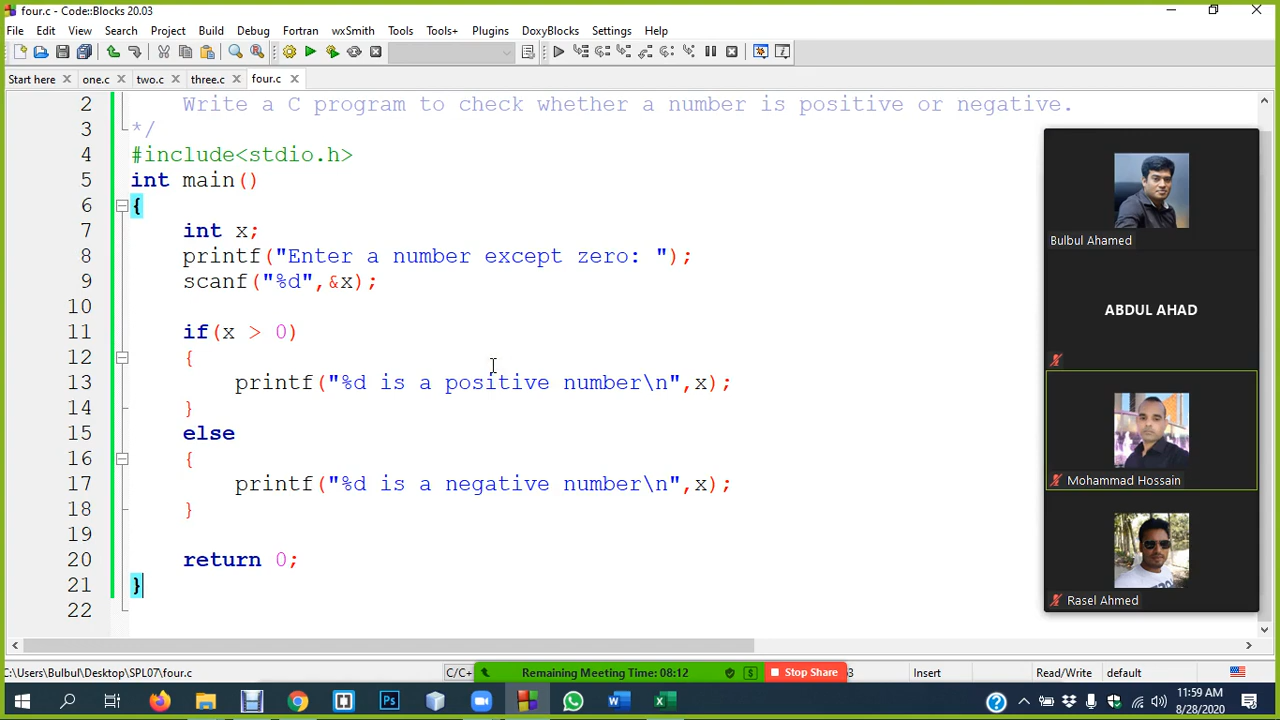 four.c - Code::Blocks 20.03
File Edit View Search Project Build Debug Fortran wxSmith Tools Tools+ Plugins DoxyBlocks Settings Help
Start here one.c two.c three.c four.c
2 Write a C program to check whether a number is positive or negative.
3 */
4 #include<stdio.h>
5 int main()
6 {
7 int x;
8 printf("Enter a number except zero: ");
9 scanf("%d",&x);
10
11 if(x > 0)
12 {
13 printf("%d is a positive number\n",x);
14 }
15 else
16 {
17 printf("%d is a negative number\n",x);
18 }
19
20 return 0;
21 }
22
Bulbul Ahamed
ABDUL AHAD
Mohammad Hossain
Rasel Ahmed
C:\Users\Bulbul\Desktop\SPL07\four.c C/C+ Remaining Meeting Time: 08:12 Stop Share 3 Insert Read/Write default
11:59 AM
8/28/2020